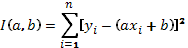 I(a, b) = ∑_{i=1}^{n} [y_i − (ax_i + b)]²